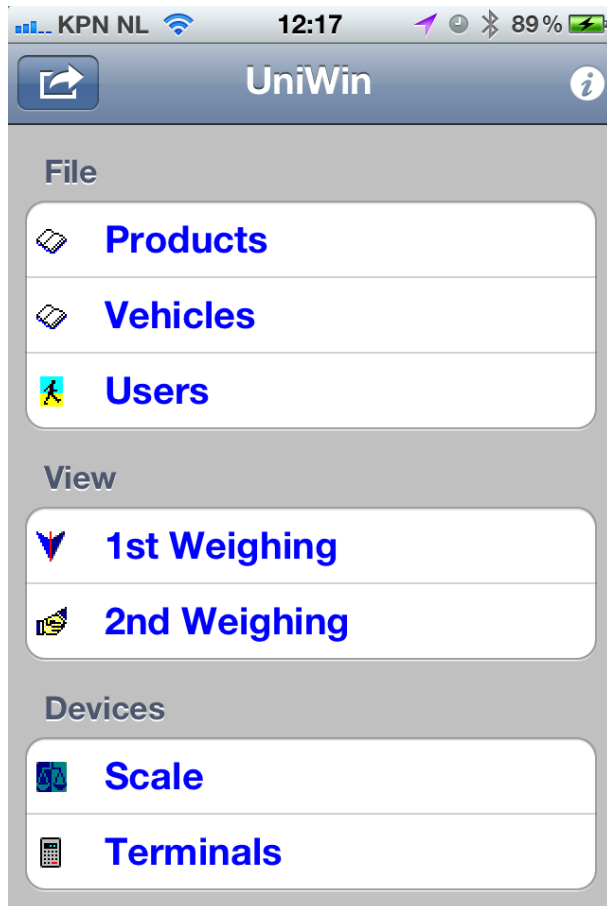 KPN NL 12:17 89%
UniWin
File
Products
Vehicles
Users
View
1st Weighing
2nd Weighing
Devices
Scale
Terminals